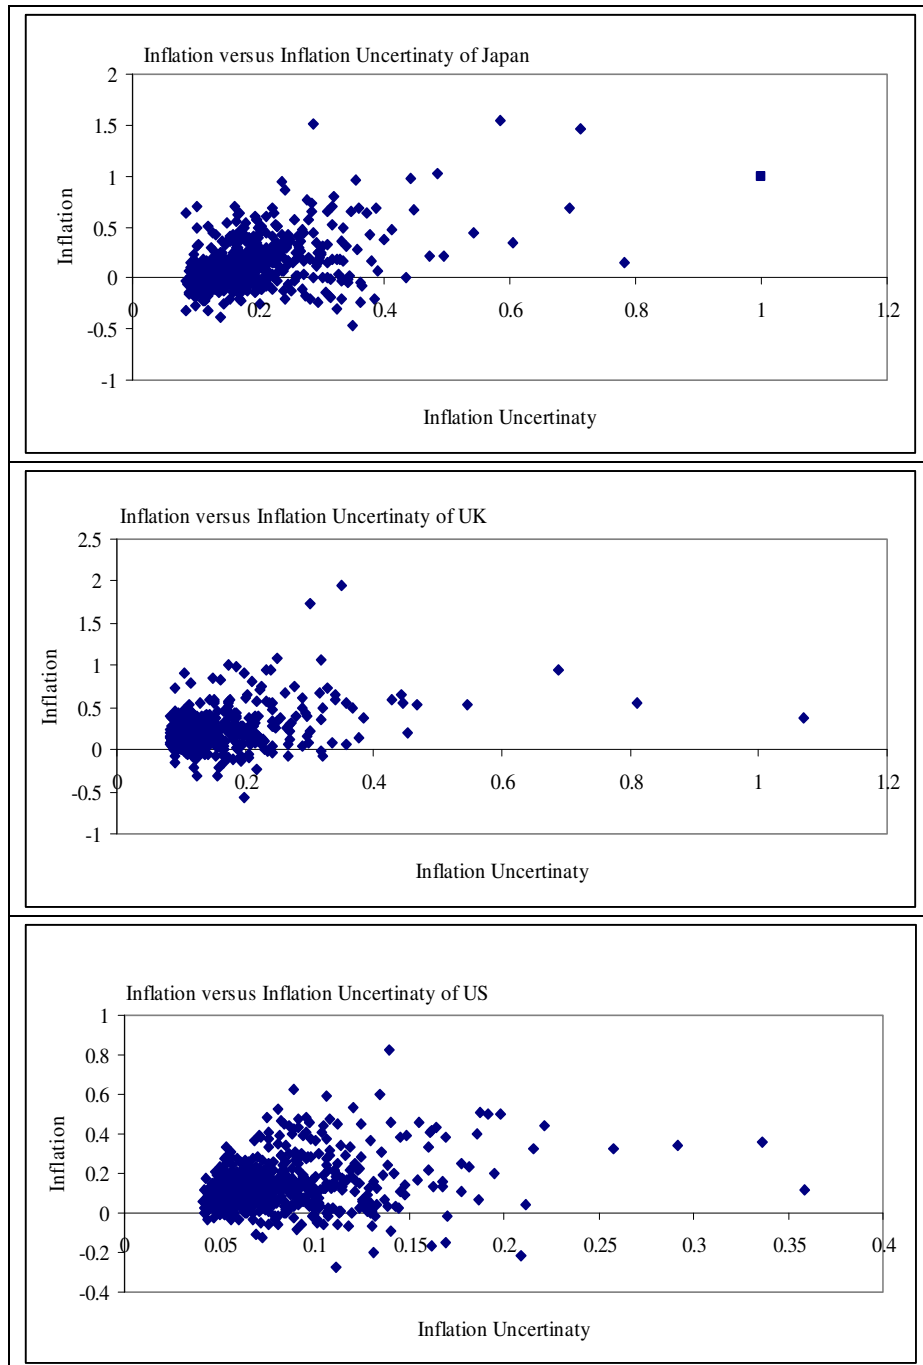 Inflation versus Inflation Uncertinaty of Japan
2
1.5
1
0.5
0
-0.5
-1
0 0.2 0.4 0.6 0.8 1 1.2
Inflation
Inflation Uncertinaty
Inflation versus Inflation Uncertinaty of UK
2.5
2
1.5
1
0.5
0
-0.5
-1
0 0.2 0.4 0.6 0.8 1 1.2
Inflation
Inflation Uncertinaty
Inflation versus Inflation Uncertinaty of US
1
0.8
0.6
0.4
0.2
0
-0.2
-0.4
0 0.05 0.1 0.15 0.2 0.25 0.3 0.35 0.4
Inflation
Inflation Uncertinaty